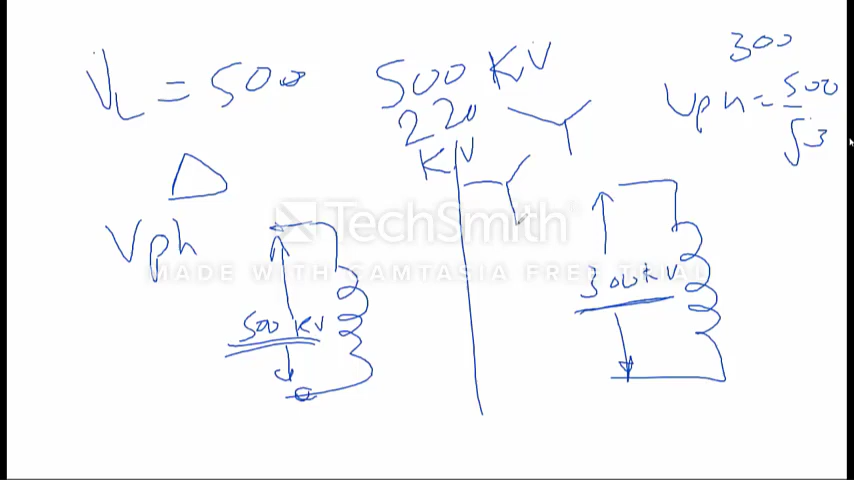 V_L = 500
500 KV
220
KV
300
Vph = 500/√3
Δ
Vph
TechSmith
MADE WITH CAMTASIA FREE TRIAL
500 KV
300 KV